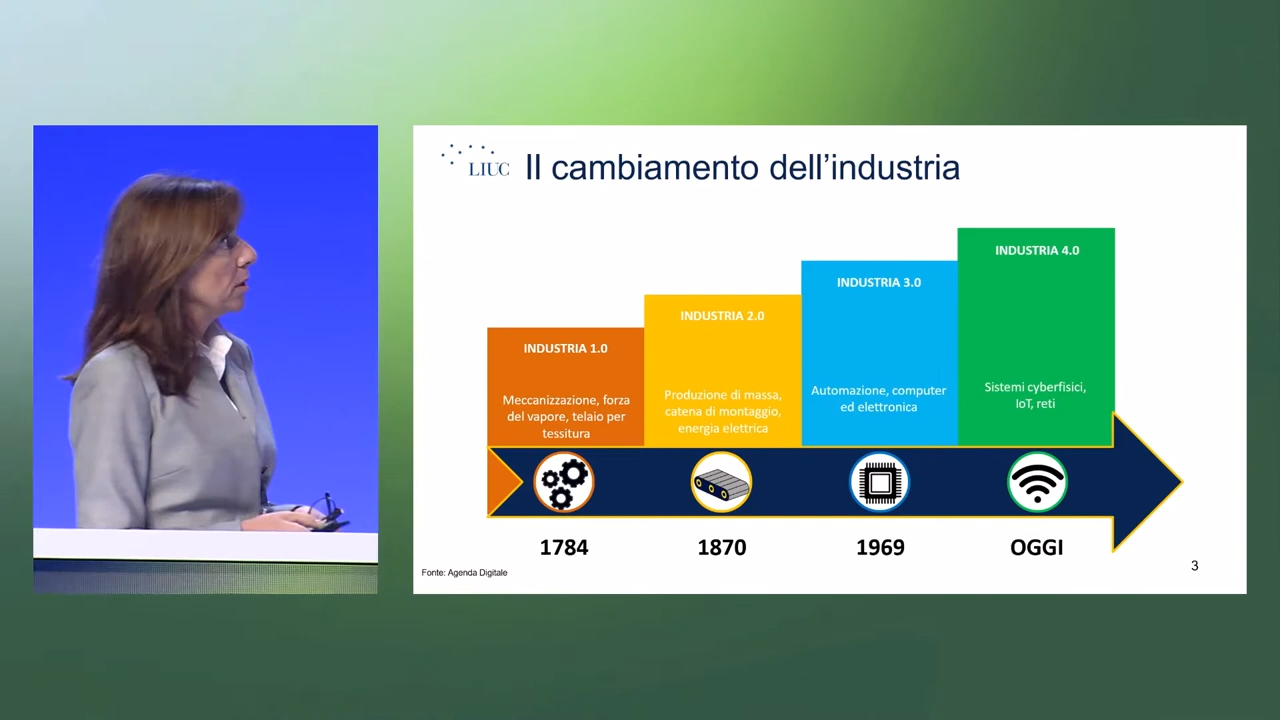 LIUC
Il cambiamento dell’industria
INDUSTRIA 1.0
Meccanizzazione, forza
del vapore, telaio per
tessitura
INDUSTRIA 2.0
Produzione di massa,
catena di montaggio,
energia elettrica
INDUSTRIA 3.0
Automazione, computer
ed elettronica
INDUSTRIA 4.0
Sistemi cyberfisici,
IoT, reti
1784
1870
1969
OGGI
Fonte: Agenda Digitale
3